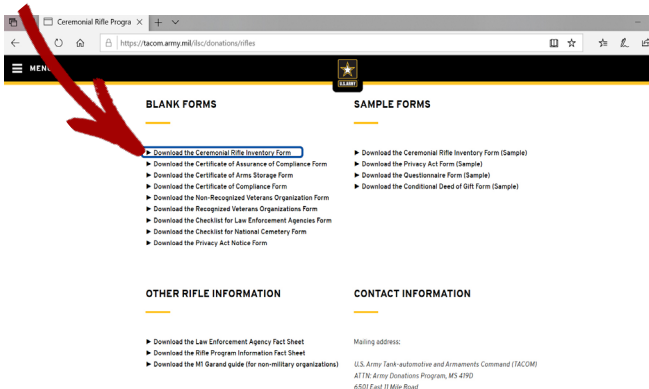 Ceremonial Rifle Progra
https://tacom.army.mil/ilsc/donations/rifles
MENU
U.S.ARMY
BLANK FORMS
Download the Ceremonial Rifle Inventory Form
Download the Certificate of Assurance of Compliance Form
Download the Certificate of Arms Storage Form
Download the Certificate of Compliance Form
Download the Non-Recognized Veterans Organization Form
Download the Recognized Veterans Organizations Form
Download the Checklist for Law Enforcement Agencies Form
Download the Checklist for National Cemetery Form
Download the Privacy Act Notice Form
SAMPLE FORMS
Download the Ceremonial Rifle Inventory Form (Sample)
Download the Privacy Act Form (Sample)
Download the Questionnaire Form (Sample)
Download the Conditional Deed of Gift Form (Sample)
OTHER RIFLE INFORMATION
Download the Law Enforcement Agency Fact Sheet
Download the Rifle Program Information Fact Sheet
Download the M1 Garand guide (for non-military organizations)
CONTACT INFORMATION
Mailing address:
U.S. Army Tank-automotive and Armaments Command (TACOM)
ATTN: Army Donations Program, MS 419D
6501 East 11 Mile Road